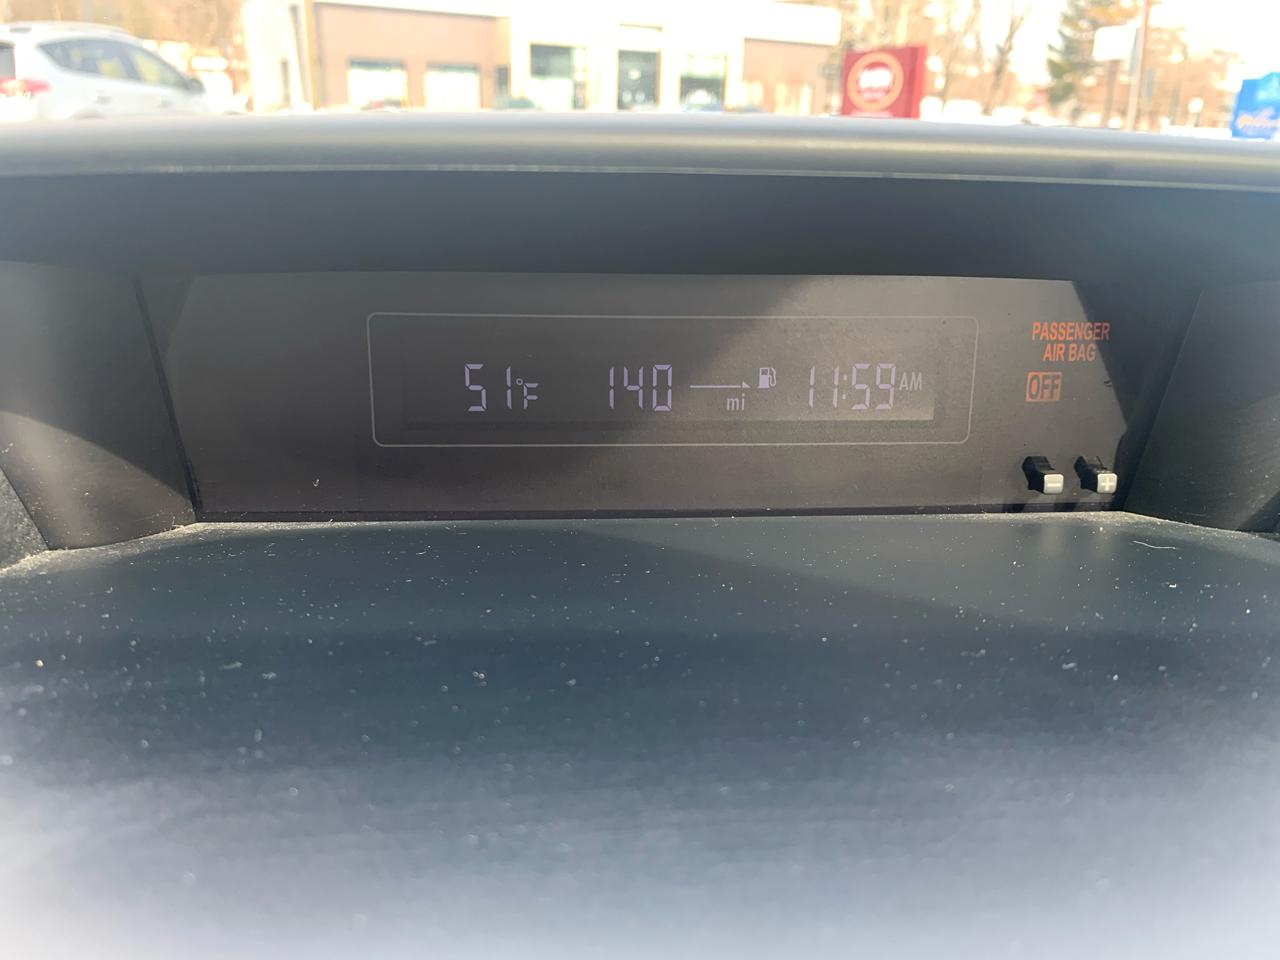 51°F 140 mi 11:59 AM
PASSENGER
AIR BAG
OFF
- +